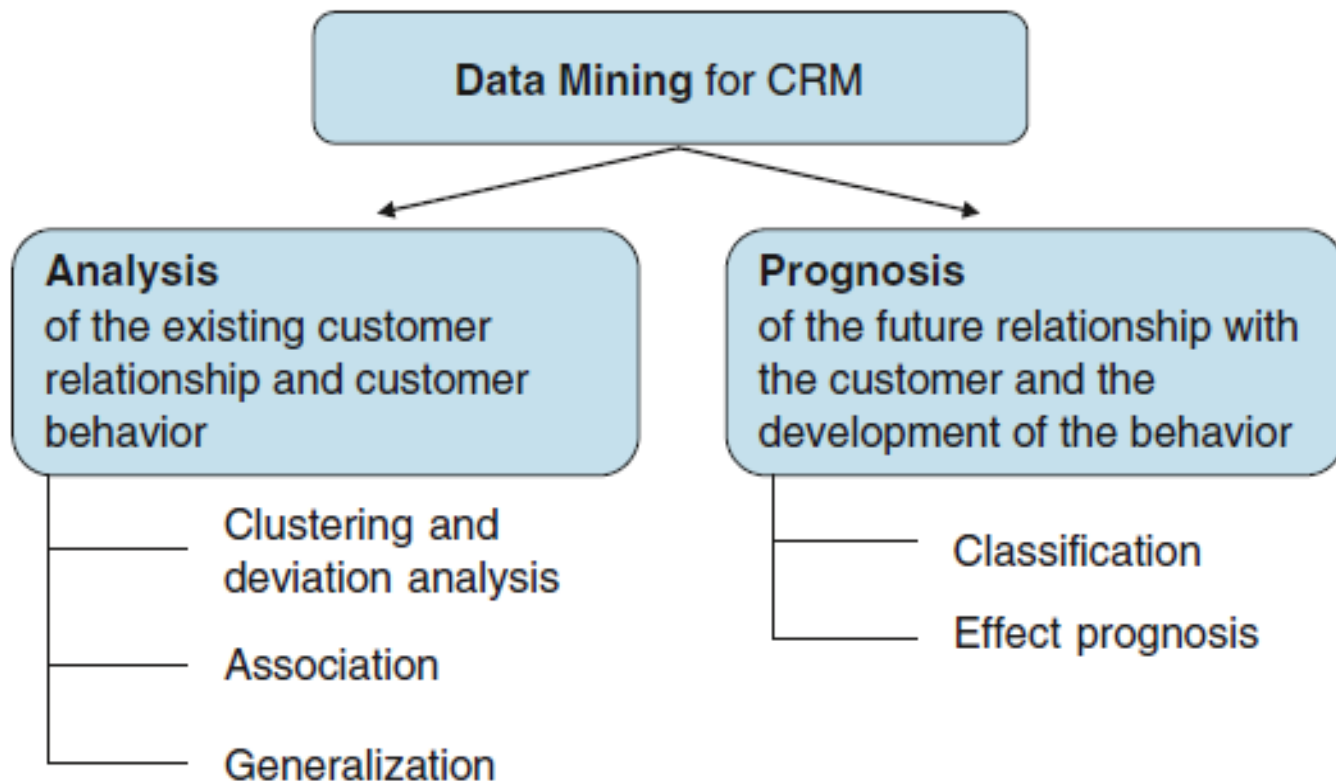 Data Mining for CRM
Analysis
of the existing customer
relationship and customer
behavior
Clustering and
deviation analysis
Association
Generalization
Prognosis
of the future relationship with
the customer and the
development of the behavior
Classification
Effect prognosis